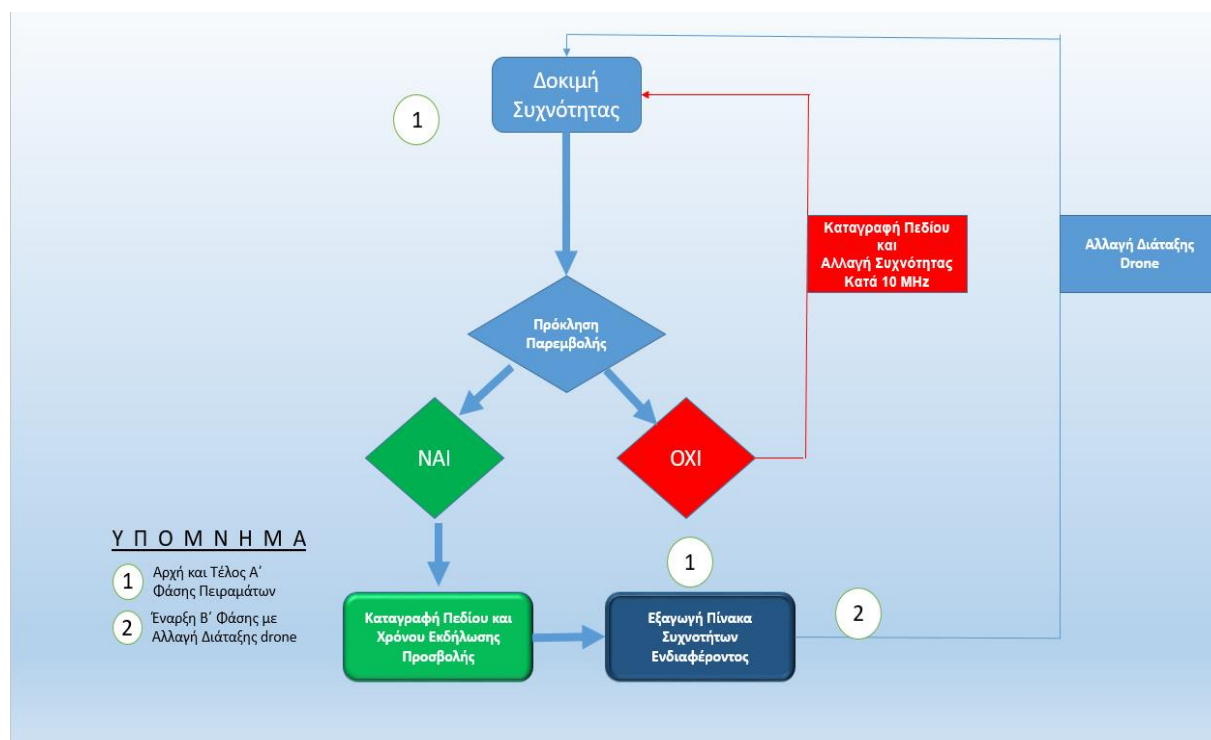 Δοκιμή
Συχνότητας
1
Καταγραφή Πεδίου
και
Αλλαγή Συχνότητας
Κατά 10 MHz
Αλλαγή Διάταξης
Drone
Πρόκληση
Παρεμβολής
ΝΑΙ
ΟΧΙ
ΥΠΟΜΝΗΜΑ
1 Αρχή και Τέλος Α΄
Φάσης Πειραμάτων
2 Έναρξη Β΄ Φάσης με
Αλλαγή Διάταξης drone
Καταγραφή Πεδίου και
Χρόνου Εκδήλωσης
Προσβολής
1
Εξαγωγή Πίνακα
Συχνοτήτων
Ενδιαφέροντος
2